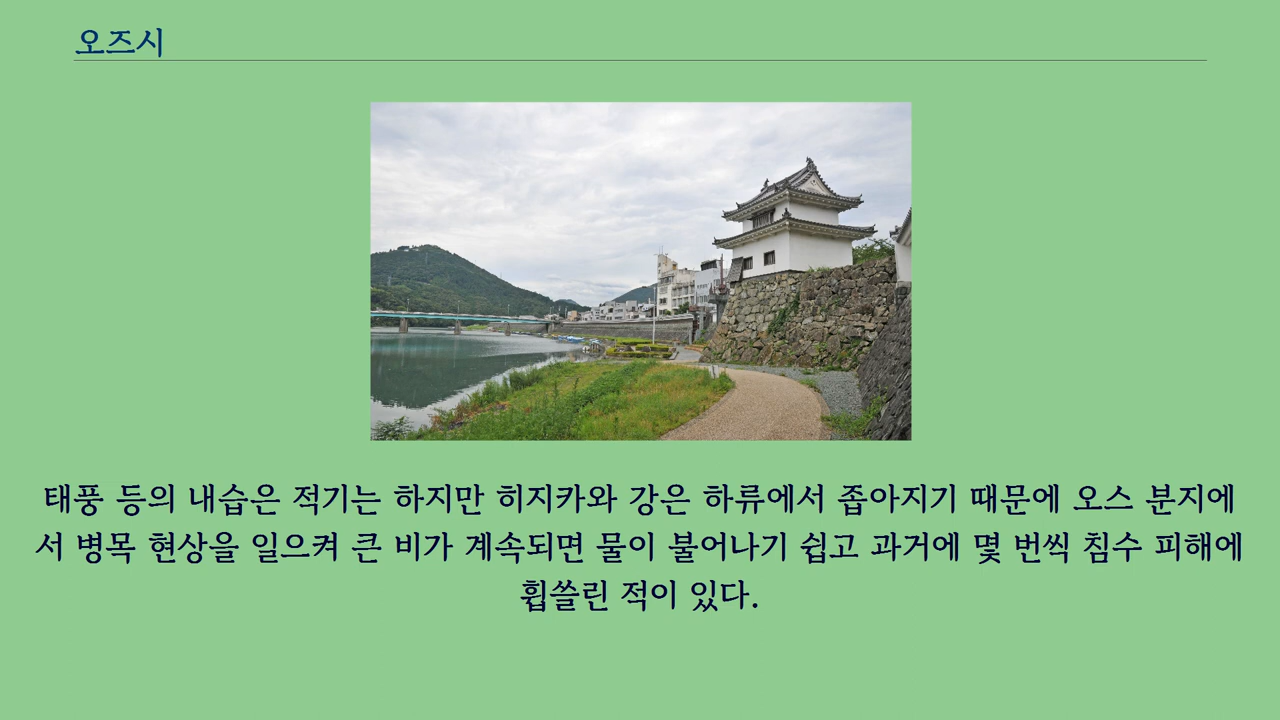 오즈시
태풍 등의 내습은 적기는 하지만 히지카와 강은 하류에서 좁아지기 때문에 오스 분지에
서 병목 현상을 일으켜 큰 비가 계속되면 물이 불어나기 쉽고 과거에 몇 번씩 침수 피해에
휩쓸린 적이 있다.